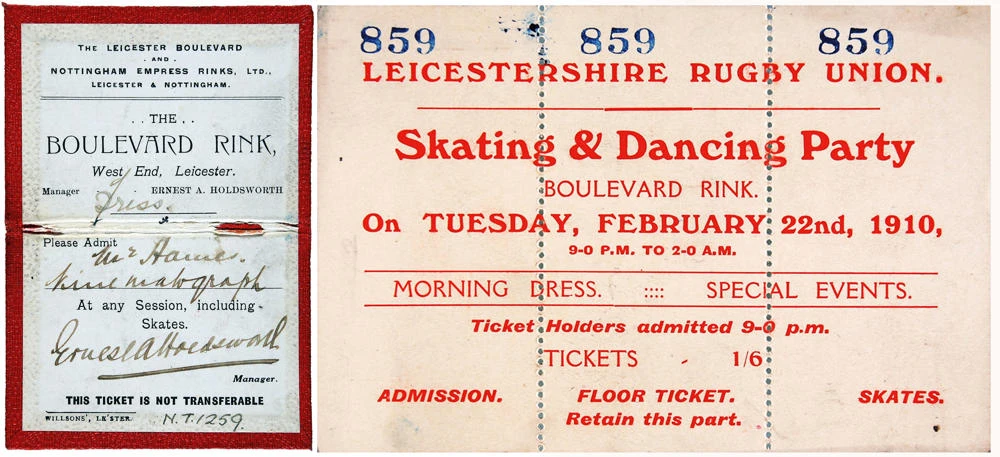 THE LEICESTER BOULEVARD
· AND ·
NOTTINGHAM EMPRESS RINKS, LTD.,
LEICESTER & NOTTINGHAM.
. . THE . .
BOULEVARD RINK,
West End, Leicester.
Manager - - ERNEST A. HOLDSWORTH
Press.
Please Admit
Mr Haines.
Kinematograph
At any Session, including
Skates.
Ernest A Holdsworth
Manager.
THIS TICKET IS NOT TRANSFERABLE
WILLSONS', LR'STER.
N.T.1259.
859 859 859
LEICESTERSHIRE RUGBY UNION.
Skating & Dancing Party
BOULEVARD RINK.
On TUESDAY, FEBRUARY 22nd, 1910,
9-0 P.M. TO 2-0 A.M.
MORNING DRESS. :::: SPECIAL EVENTS.
Ticket Holders admitted 9-0 p.m.
TICKETS - 1/6
ADMISSION. FLOOR TICKET. SKATES.
Retain this part.